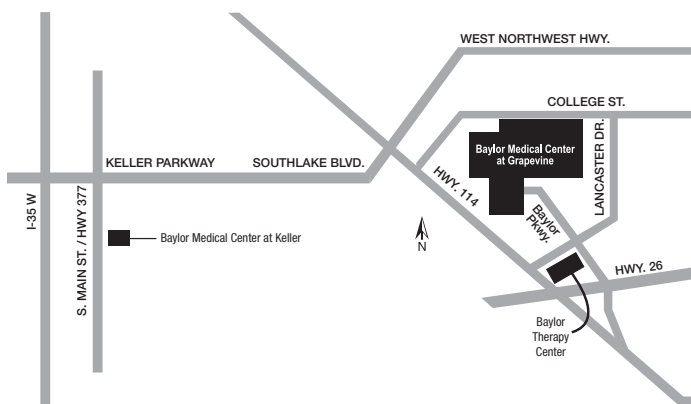 WEST NORTHWEST HWY.
COLLEGE ST.
Baylor Medical Center
at Grapevine
LANCASTER DR.
KELLER PARKWAY
SOUTHLAKE BLVD.
HWY. 114
Baylor
Pkwy.
I-35 W
S. MAIN ST. / HWY 377
Baylor Medical Center at Keller
N
HWY. 26
Baylor
Therapy
Center